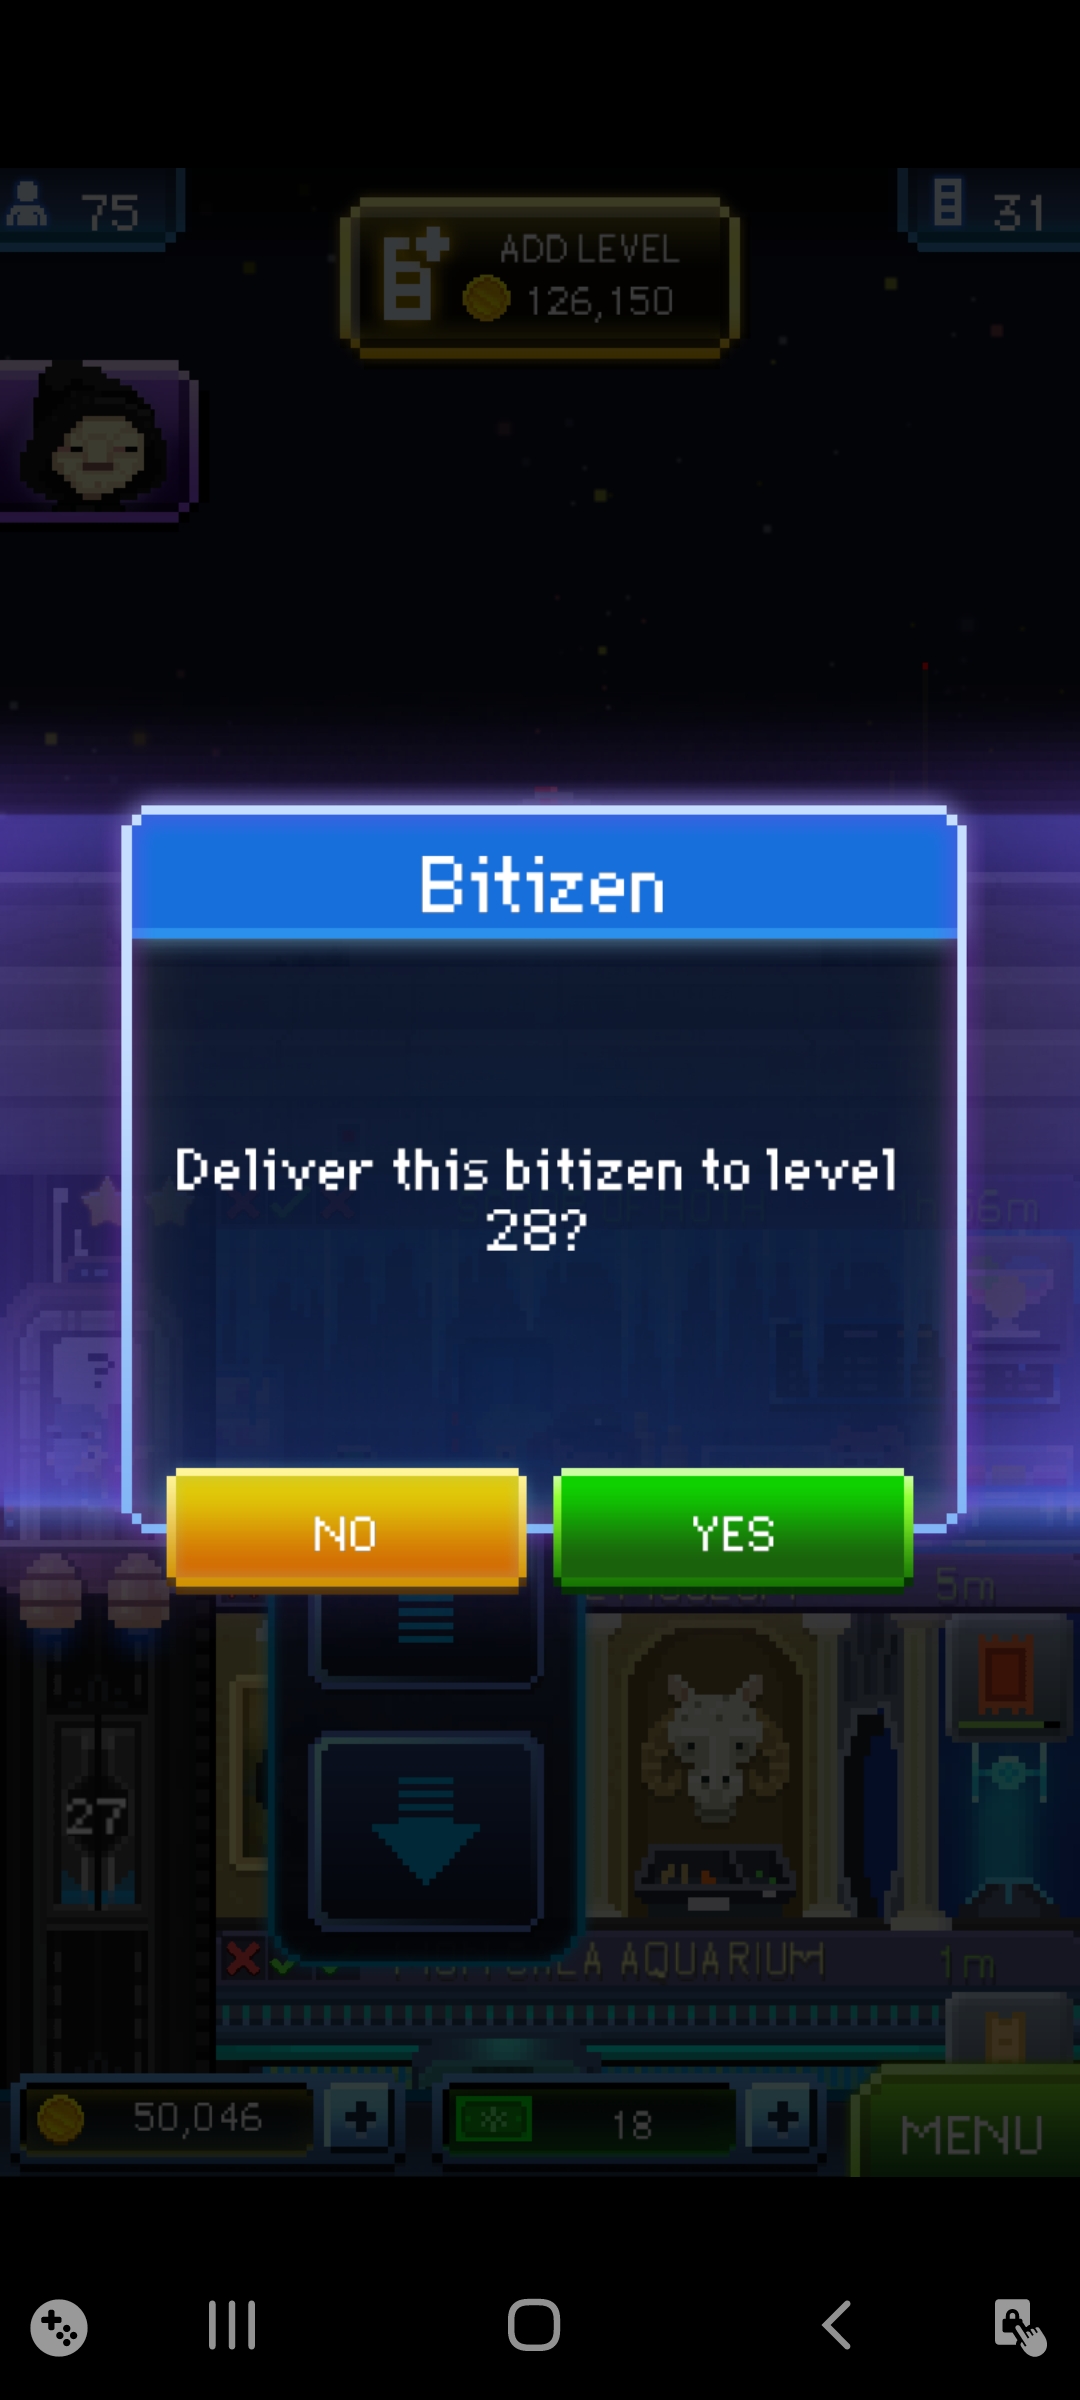 75
31
ADD LEVEL
126,150
Bitizen
Deliver this bitizen to level
28?
NO
YES
5m
27
AQUARIUM
1m
50,046
18
MENU